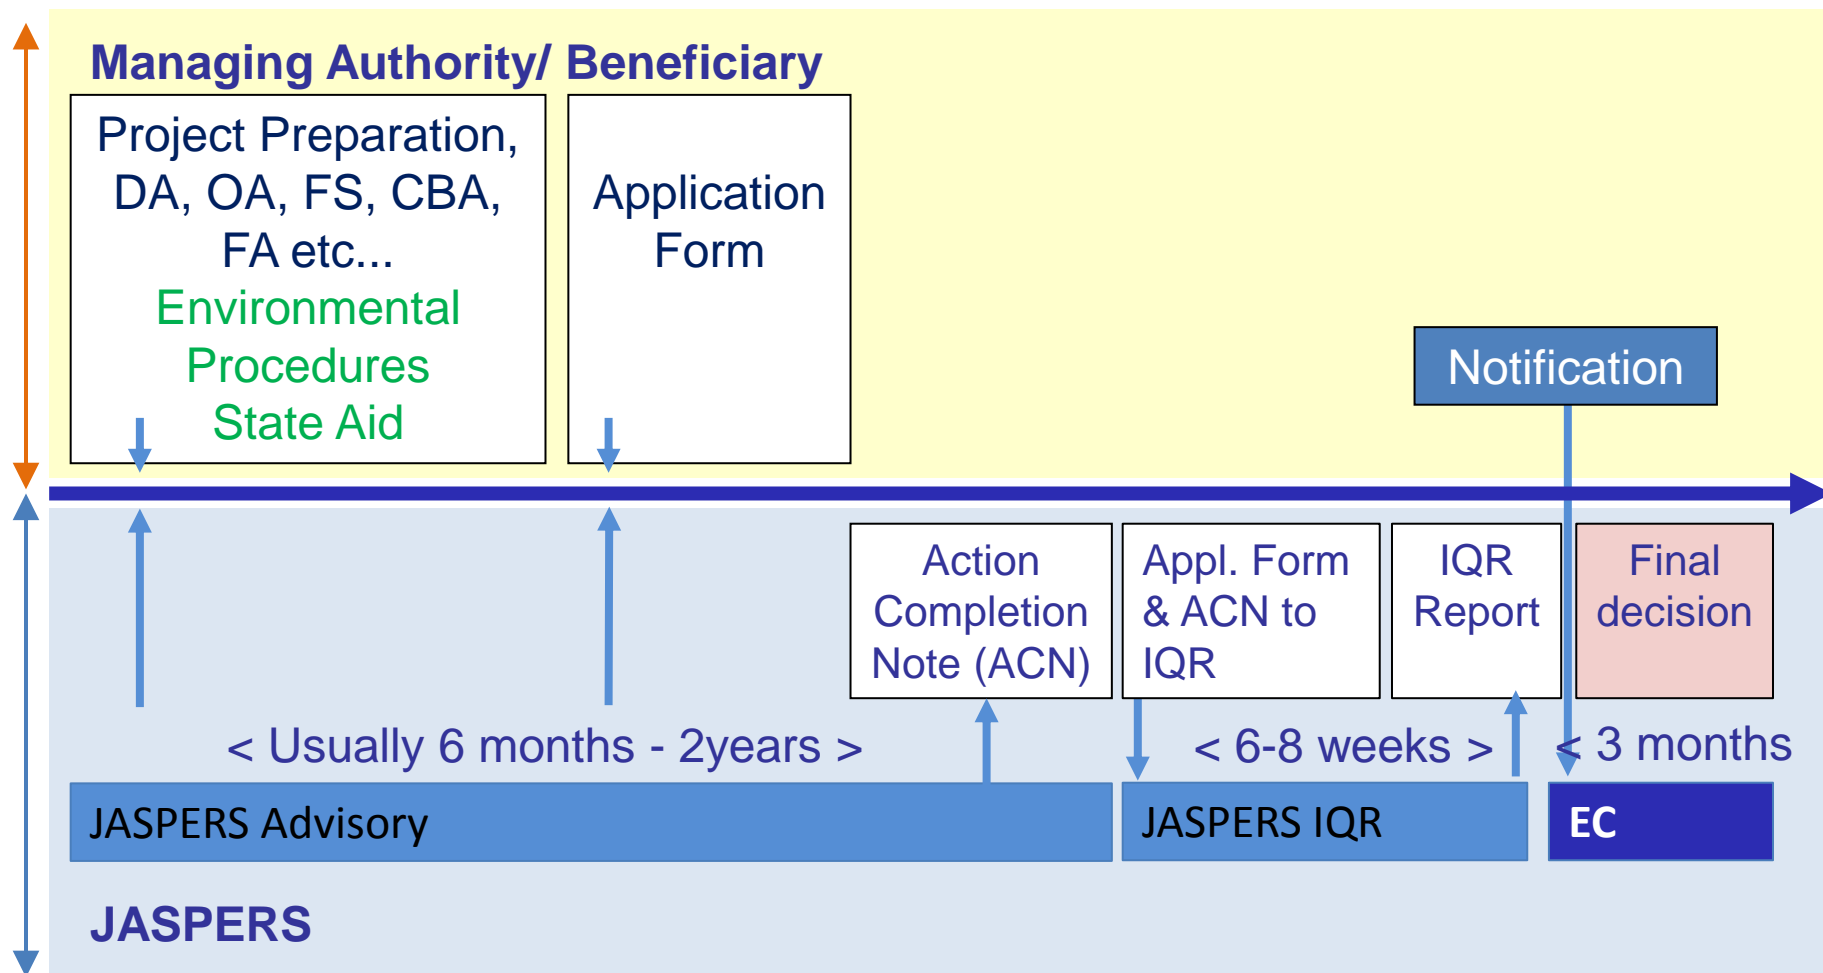 Managing Authority/ Beneficiary
Project Preparation,
DA, OA, FS, CBA,
FA etc...
Environmental
Procedures
State Aid
Application
Form
Notification
Action
Completion
Note (ACN)
Appl. Form
& ACN to
IQR
IQR
Report
Final
decision
< Usually 6 months - 2years >
< 6-8 weeks >
< 3 months
JASPERS Advisory
JASPERS IQR
EC
JASPERS